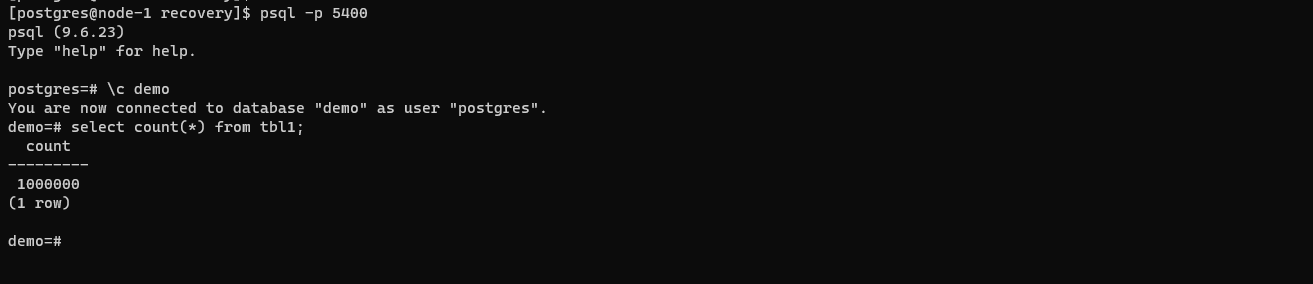 [postgres@node-1 recovery]$ psql -p 5400
psql (9.6.23)
Type "help" for help.
postgres=# \c demo
You are now connected to database "demo" as user "postgres".
demo=# select count(*) from tbl1;
count
---------
1000000
(1 row)
demo=#